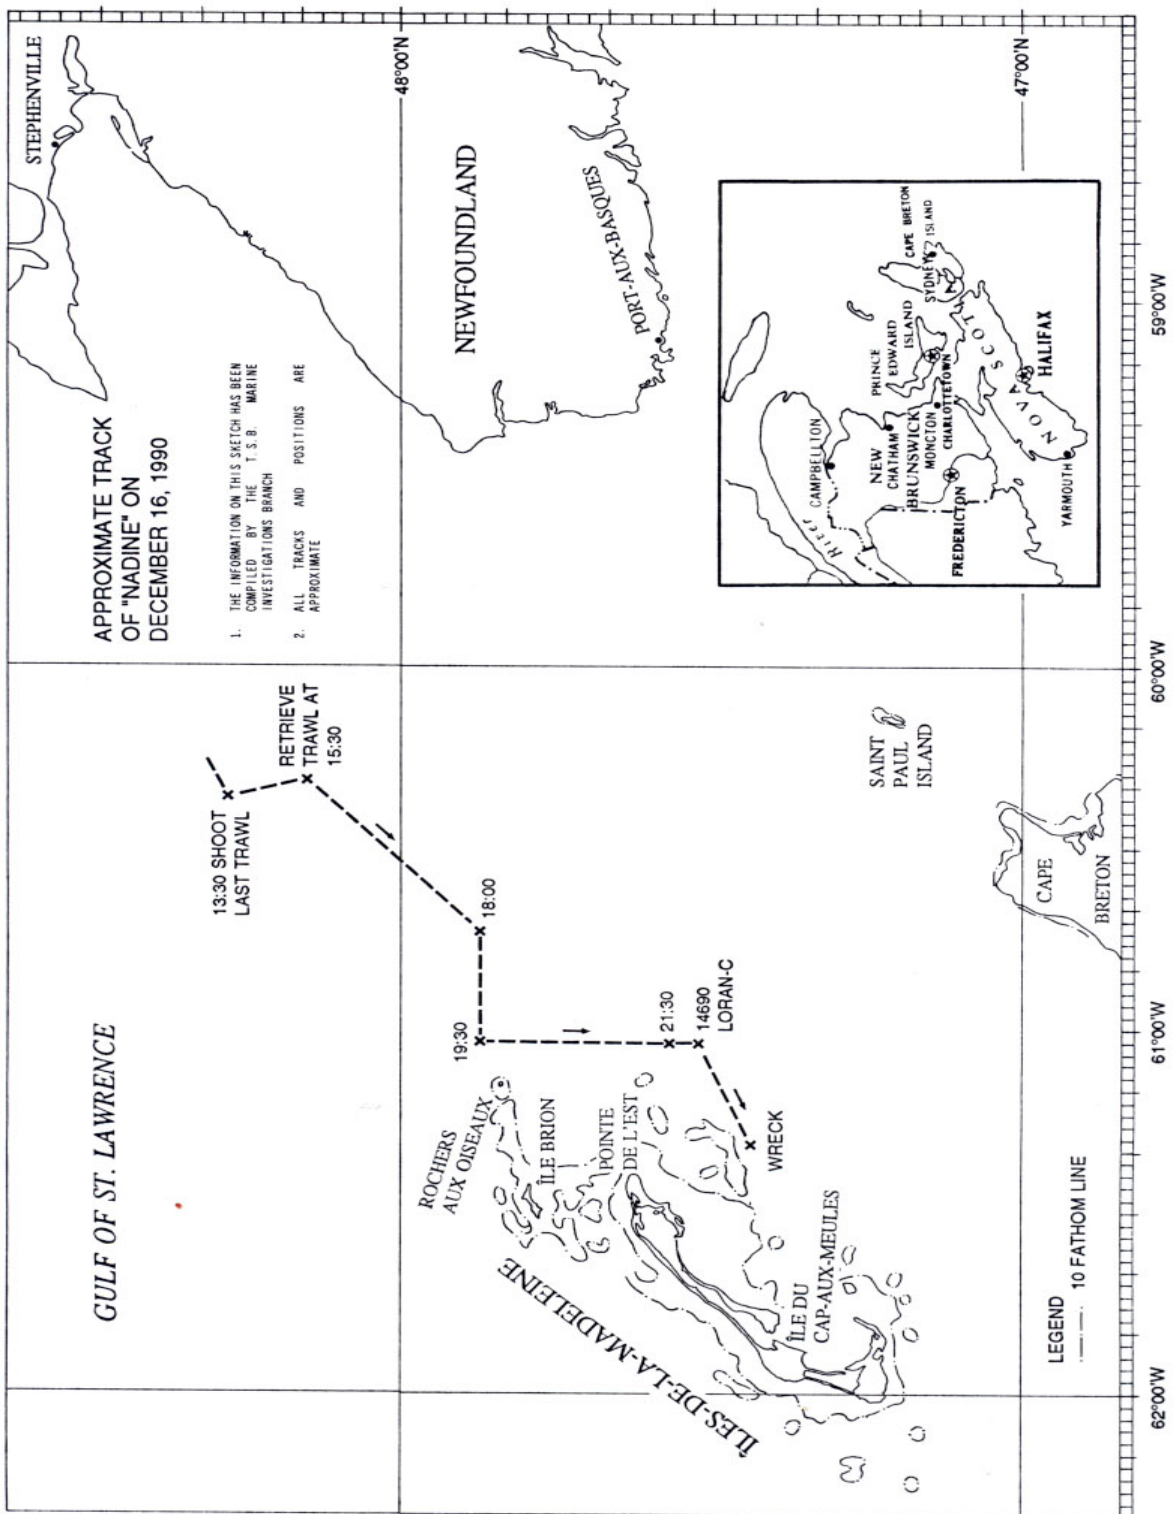 APPROXIMATE TRACK
OF "NADINE" ON
DECEMBER 16, 1990
1. THE INFORMATION ON THIS SKETCH HAS BEEN
COMPILED BY THE T.S.B. MARINE
INVESTIGATIONS BRANCH
2. ALL TRACKS AND POSITIONS ARE
APPROXIMATE
GULF OF ST. LAWRENCE
STEPHENVILLE
48°00'N
NEWFOUNDLAND
PORT-AUX-BASQUES
47°00'N
13:30 SHOOT
LAST TRAWL
RETRIEVE
TRAWL AT
15:30
18:00
19:30
21:30
14690
LORAN-C
WRECK
ROCHERS
AUX OISEAUX
ÎLE BRION
POINTE
DE L'EST
ÎLES-DE-LA-MADELEINE
ÎLE DU
CAP-AUX-MEULES
SAINT
PAUL
ISLAND
CAPE
BRETON
LEGEND
10 FATHOM LINE
62°00'W
61°00'W
60°00'W
59°00'W
River
CAMPBELLTON
NEW
CHATHAM
BRUNSWICK
MONCTON
CHARLOTTETOWN
FREDERICTON
PRINCE
EDWARD
ISLAND
CAPE BRETON
ISLAND
SYDNEY
NOVA SCOT
HALIFAX
YARMOUTH